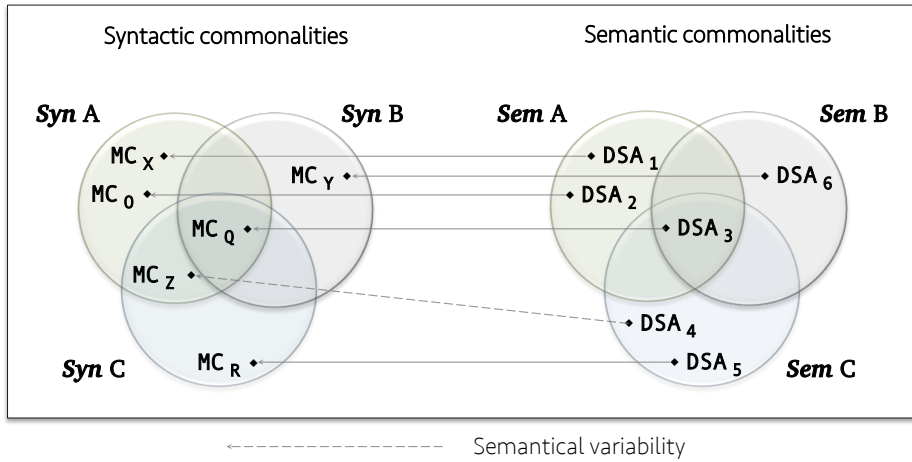 Syntactic commonalities Semantic commonalities
Syn A Syn B Sem A Sem B
MC X DSA 1
MC Y DSA 6
MC O DSA 2
MC Q DSA 3
MC Z
DSA 4
MC R DSA 5
Syn C Sem C
Semantical variability